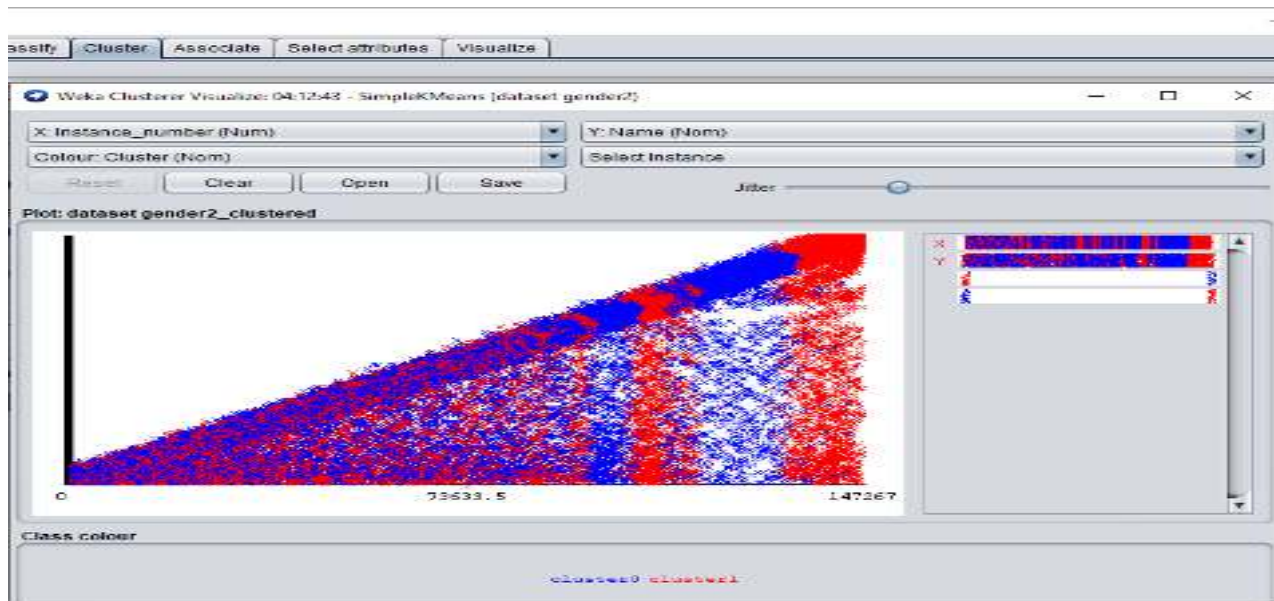 assify Cluster Associate Select attributes Visualize
Weka Clusterer Visualize: 04:12:43 - SimpleKMeans (dataset gender2)
X: Instance_number (Num) Y: Name (Nom)
Colour: Cluster (Nom) Select Instance
Reset Clear Open Save Jitter
Plot: dataset gender2_clustered
X
Y
0 73633.5 147267
Class colour
cluster0 cluster1